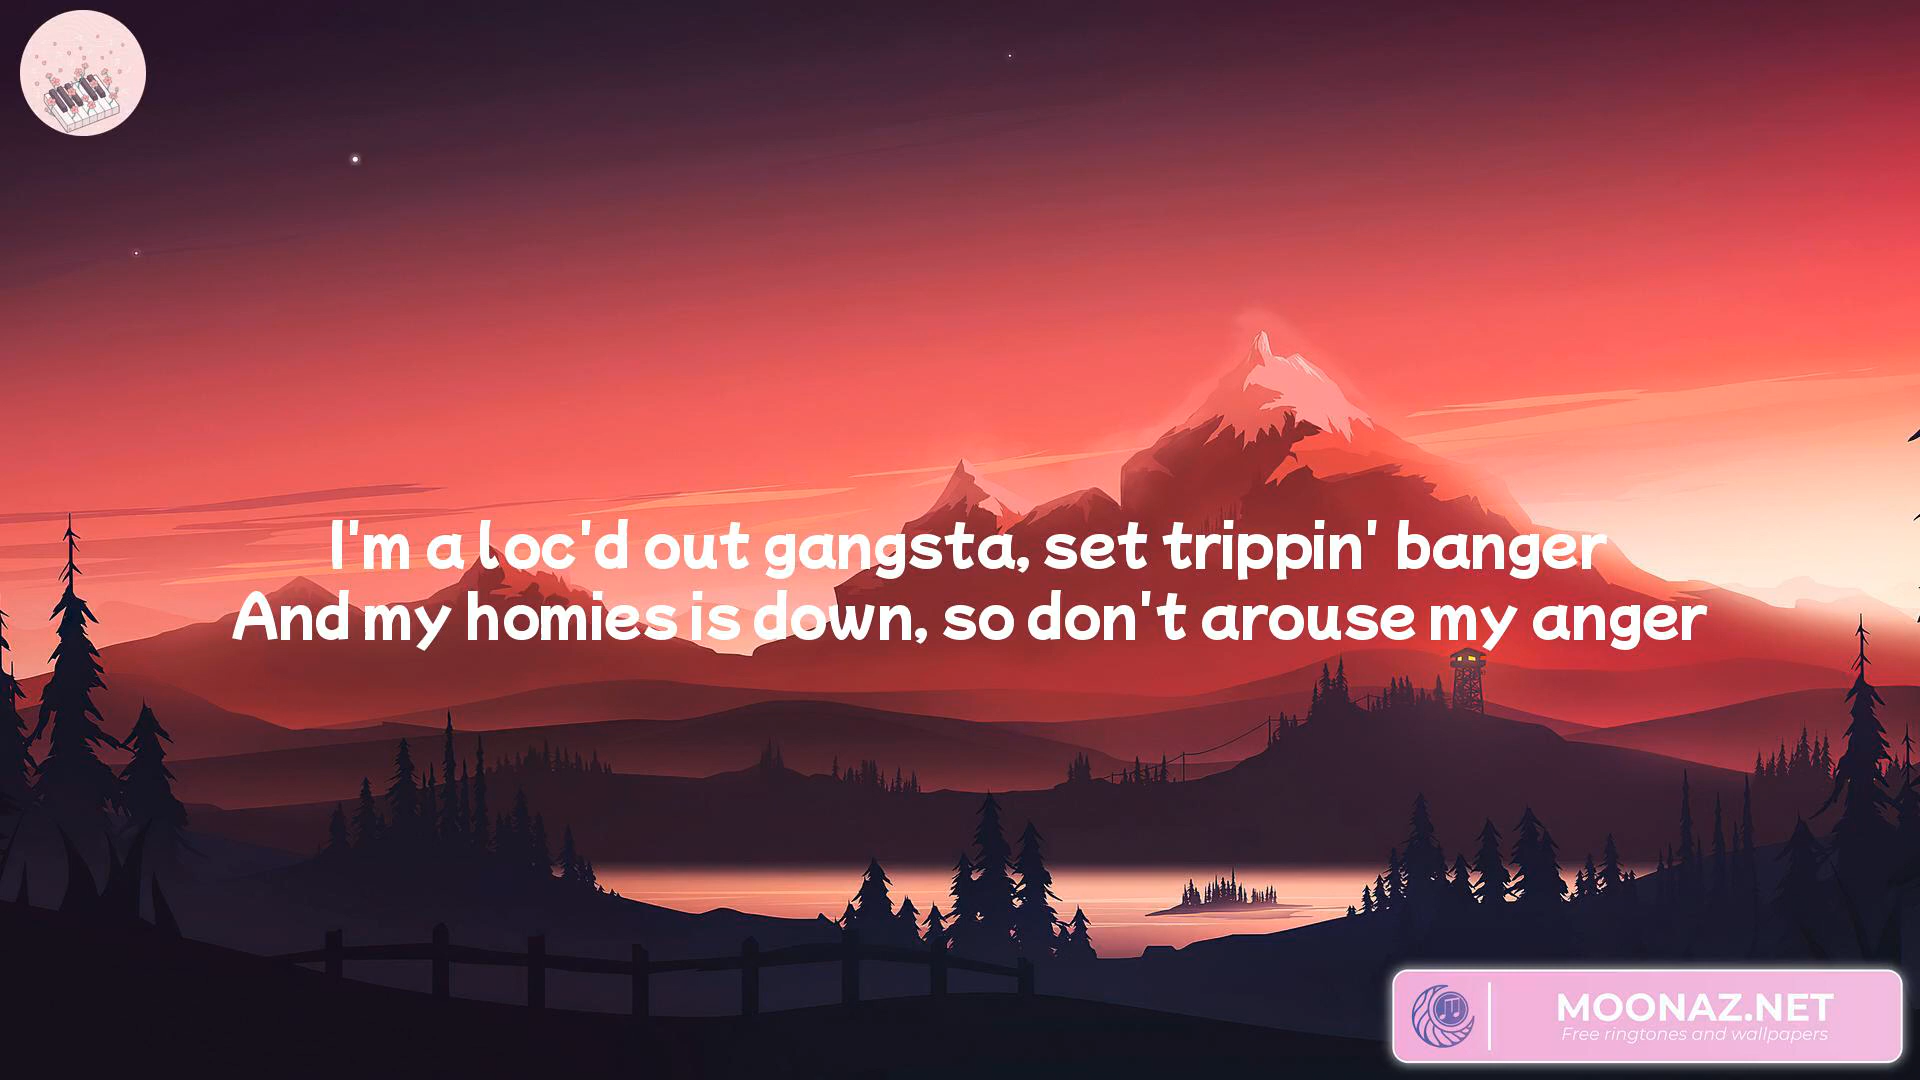 I'm a loc'd out gangsta, set trippin' banger
And my homies is down, so don't arouse my anger
MOONAZ.NET
Free ringtones and wallpapers